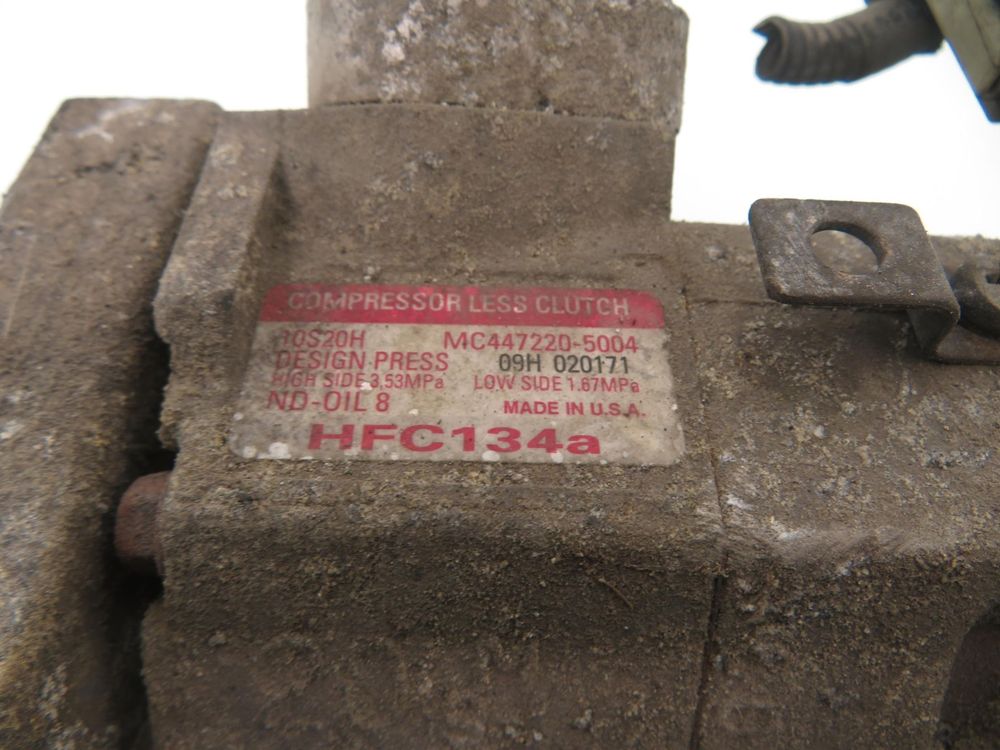 COMPRESSOR LESS CLUTCH
10S20H MC447220-5004
DESIGN PRESS 09H 020171
HIGH SIDE 3,53MPa LOW SIDE 1.67MPa
ND-OIL 8 MADE IN U.S.A.
HFC134a